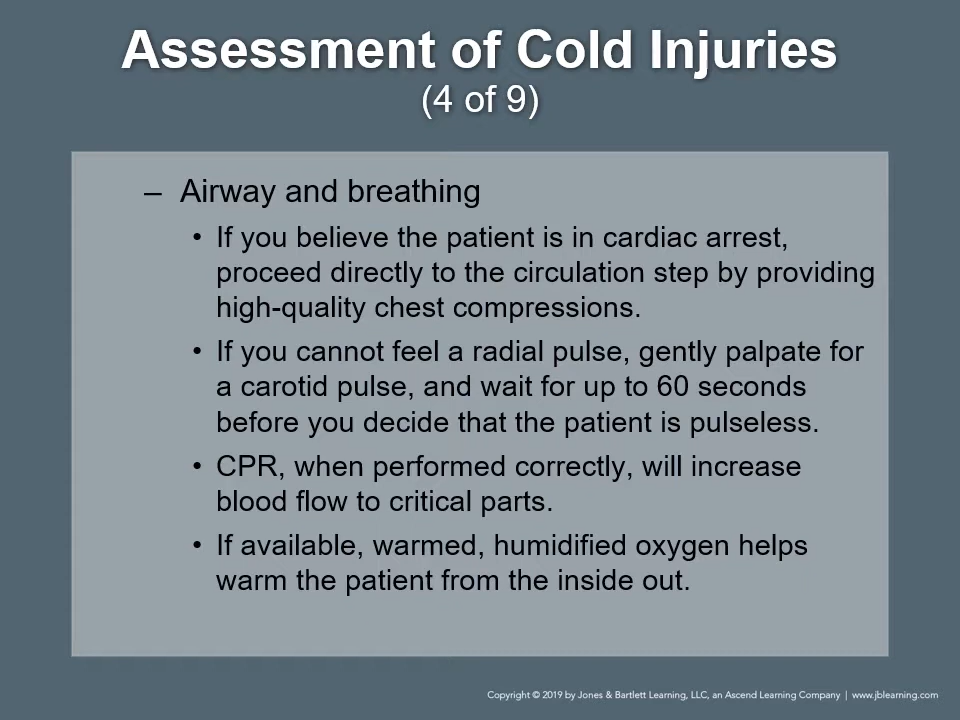 Assessment of Cold Injuries
(4 of 9)
– Airway and breathing
• If you believe the patient is in cardiac arrest,
proceed directly to the circulation step by providing
high-quality chest compressions.
• If you cannot feel a radial pulse, gently palpate for
a carotid pulse, and wait for up to 60 seconds
before you decide that the patient is pulseless.
• CPR, when performed correctly, will increase
blood flow to critical parts.
• If available, warmed, humidified oxygen helps
warm the patient from the inside out.
Copyright © 2019 by Jones & Bartlett Learning, LLC, an Ascend Learning Company | www.jblearning.com